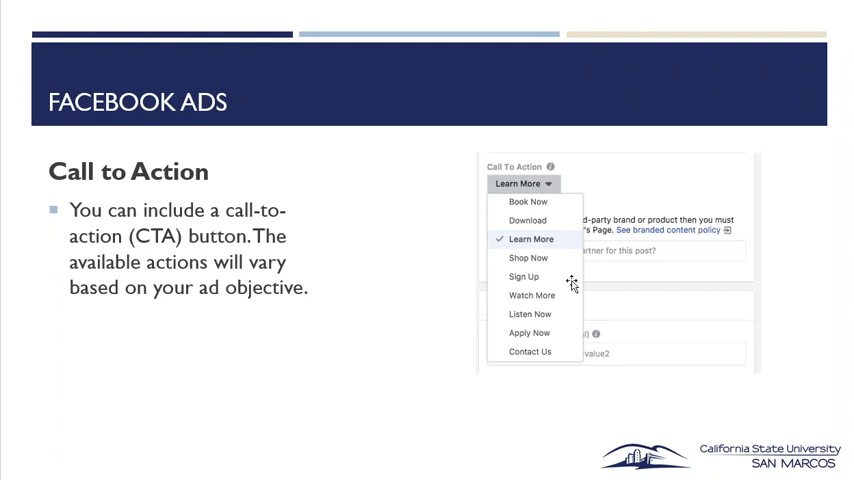 FACEBOOK ADS
Call to Action
You can include a call-to-
action (CTA) button. The
available actions will vary
based on your ad objective.
Call To Action
Learn More
Book Now
Download
Learn More
Shop Now
Sign Up
Watch More
Listen Now
Apply Now
Contact Us
d-party brand or product then you must
's Page. See branded content policy
artner for this post?
al)
value2
California State University
SAN MARCOS